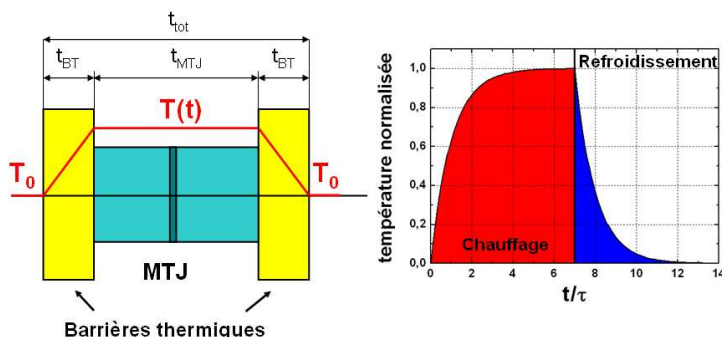 t_tot
t_BT t_MTJ t_BT
T(t)
T_0 T_0
MTJ
Barrières thermiques
température normalisée
1,0
0,8
0,6
0,4
0,2
0,0
Refroidissement
Chauffage
0 2 4 6 8 10 12 14
t/τ